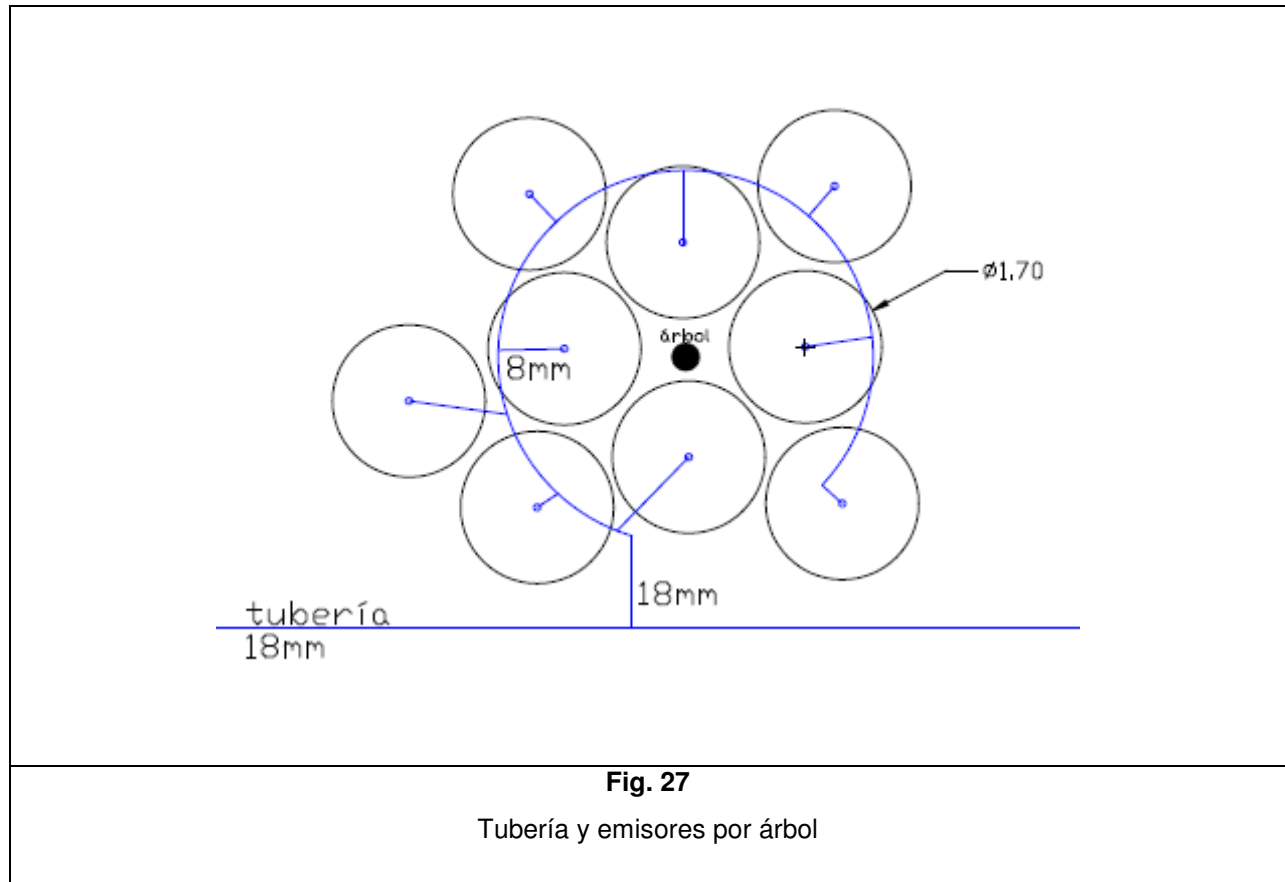 ø1.70
árbol
8mm
18mm
tubería
18mm
Fig. 27
Tubería y emisores por árbol